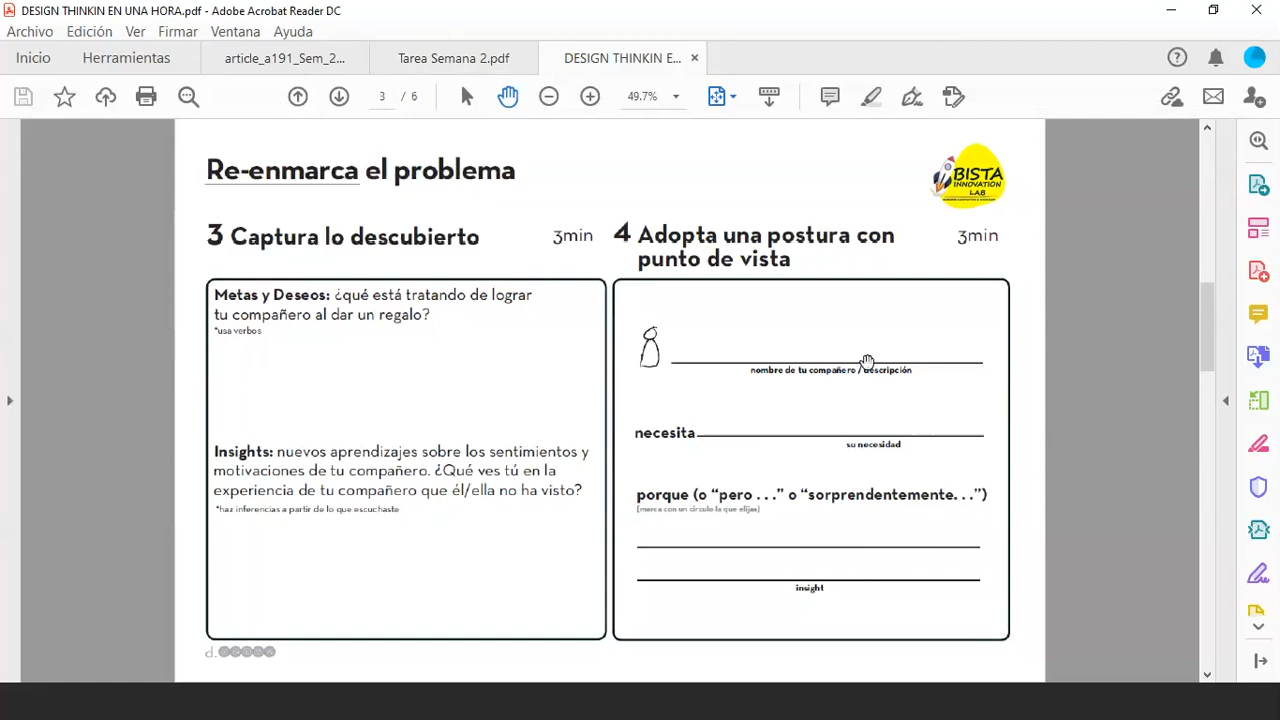 DESIGN THINKIN EN UNA HORA.pdf - Adobe Acrobat Reader DC
Archivo Edición Ver Firmar Ventana Ayuda
Inicio Herramientas article_a191_Sem_2... Tarea Semana 2.pdf DESIGN THINKIN E... ×
3 / 6 49.7%
Re-enmarca el problema
BISTA
INNOVATION
LAB
3 Captura lo descubierto 3min
Metas y Deseos: ¿qué está tratando de lograr
tu compañero al dar un regalo?
*usa verbos
Insights: nuevos aprendizajes sobre los sentimientos y
motivaciones de tu compañero. ¿Qué ves tú en la
experiencia de tu compañero que él/ella no ha visto?
*haz inferencias a partir de lo que escuchaste
4 Adopta una postura con 3min
punto de vista
nombre de tu compañero / descripción
necesita
su necesidad
porque (o "pero . . ." o "sorprendentemente. . .")
[marca con un círculo la que elijas]
insight
d.